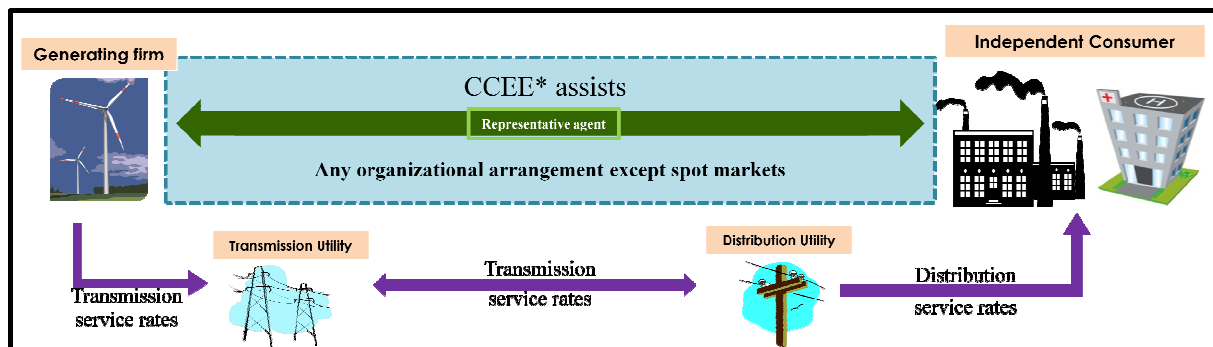 Generating firm
Independent Consumer
CCEE* assists
Representative agent
Any organizational arrangement except spot markets
H
Transmission Utility
Distribution Utility
Transmission
service rates
Transmission
service rates
Distribution
service rates